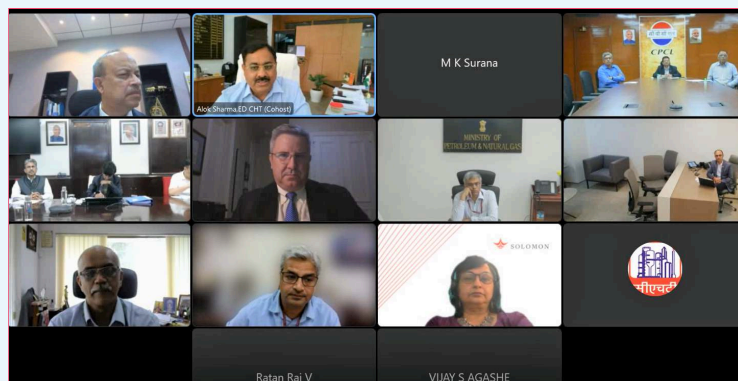 Alok Sharma,ED CHT (Cohost)
M K Surana
CPCL
MINISTRY OF
PETROLEUM & NATURAL GAS
SOLOMON
सीएचटी
Ratan Raj V
VIJAY S AGASHE